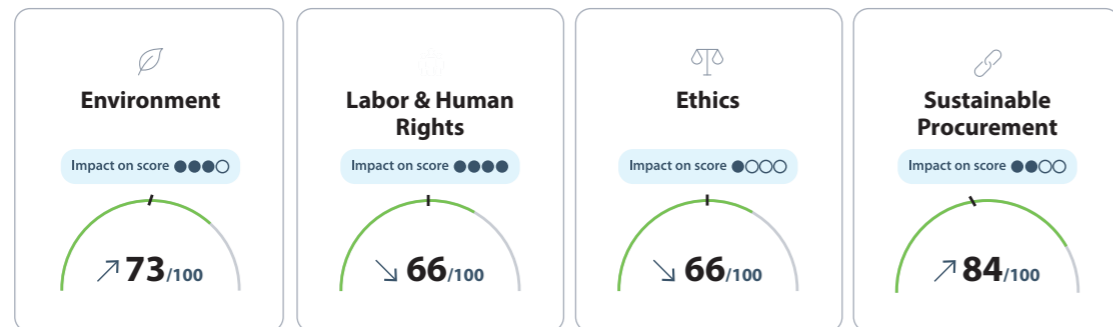 Environment
Impact on score
73/100
Labor & Human
Rights
Impact on score
66/100
Ethics
Impact on score
66/100
Sustainable
Procurement
Impact on score
84/100